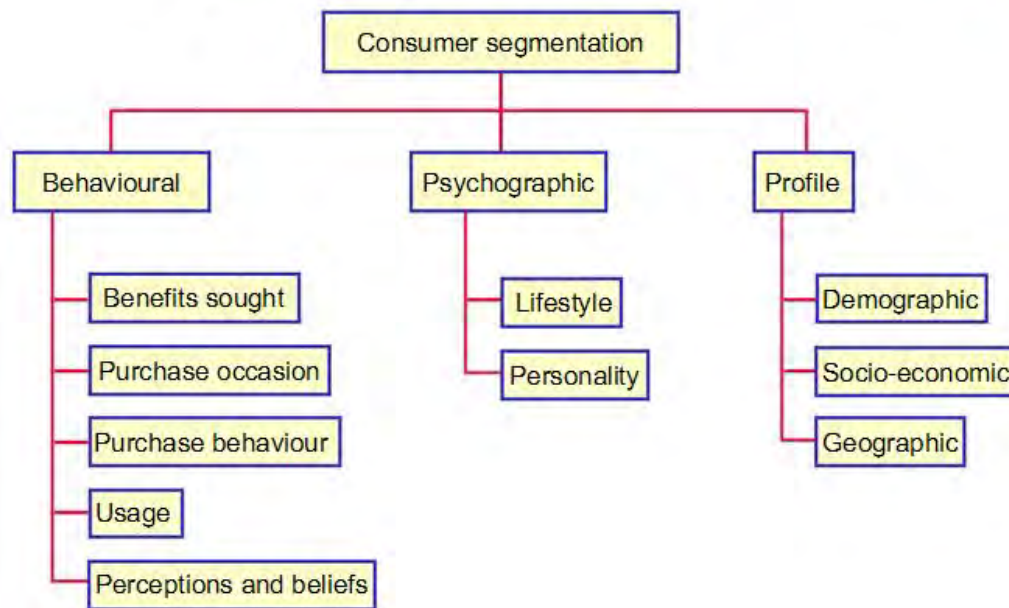 Consumer segmentation
Behavioural
Psychographic
Profile
Benefits sought
Purchase occasion
Purchase behaviour
Usage
Perceptions and beliefs
Lifestyle
Personality
Demographic
Socio-economic
Geographic